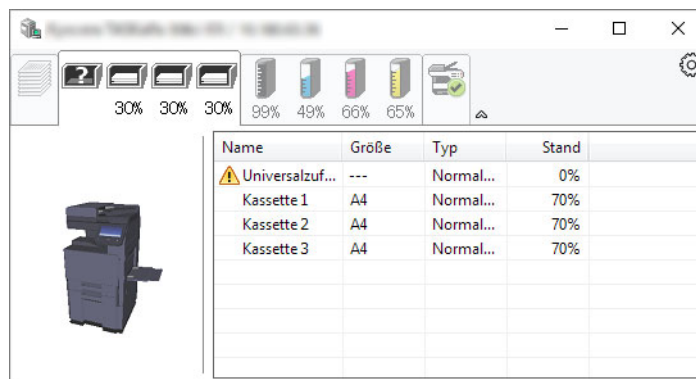 ?
30% 30% 30% 99% 49% 66% 65%
Name Größe Typ Stand
Universalzuf... --- Normal... 0%
Kassette 1 A4 Normal... 70%
Kassette 2 A4 Normal... 70%
Kassette 3 A4 Normal... 70%